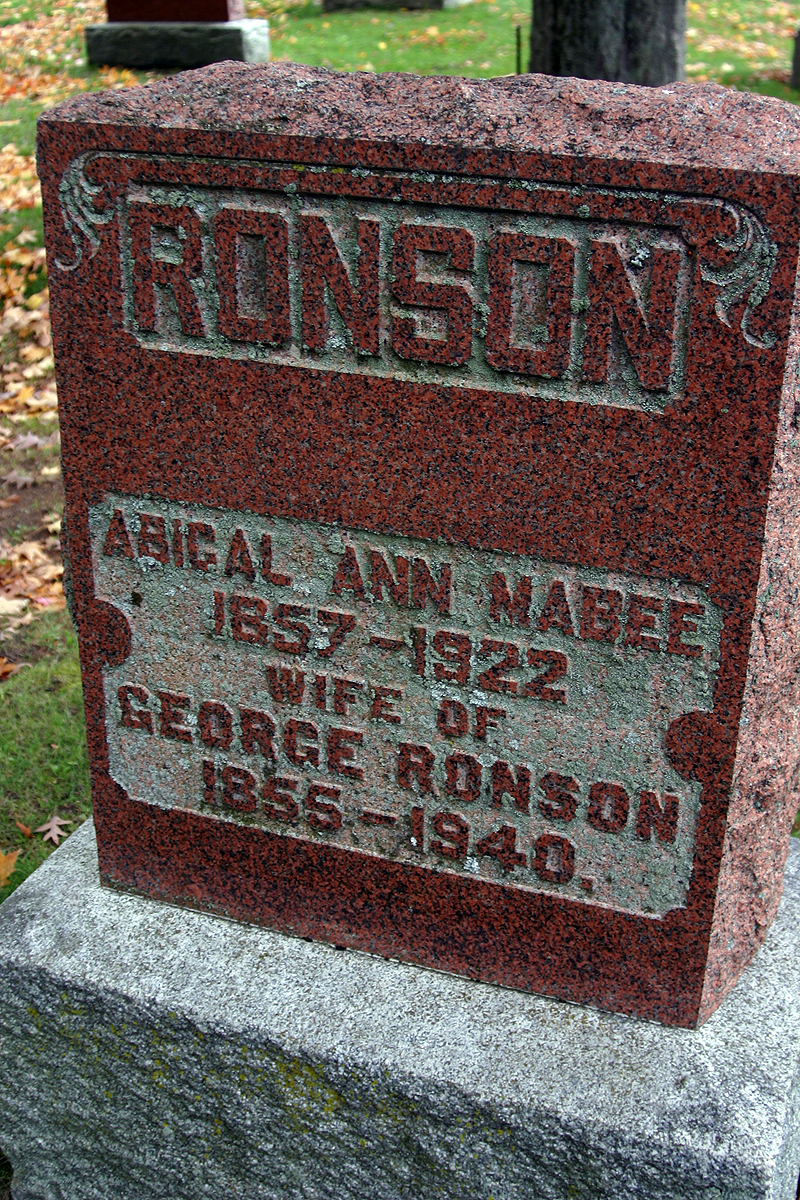 RONSON
ABIGAL ANN MABEE
1857-1922
WIFE OF
GEORGE RONSON
1855-1940.